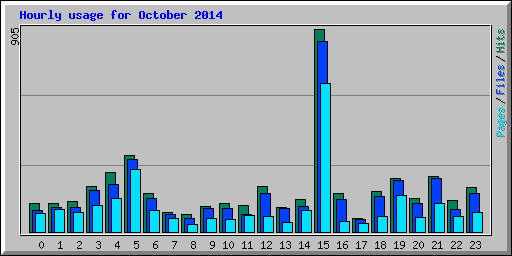 Hourly usage for October 2014
905
Pages / Files / Hits
0 1 2 3 4 5 6 7 8 9 10 11 12 13 14 15 16 17 18 19 20 21 22 23